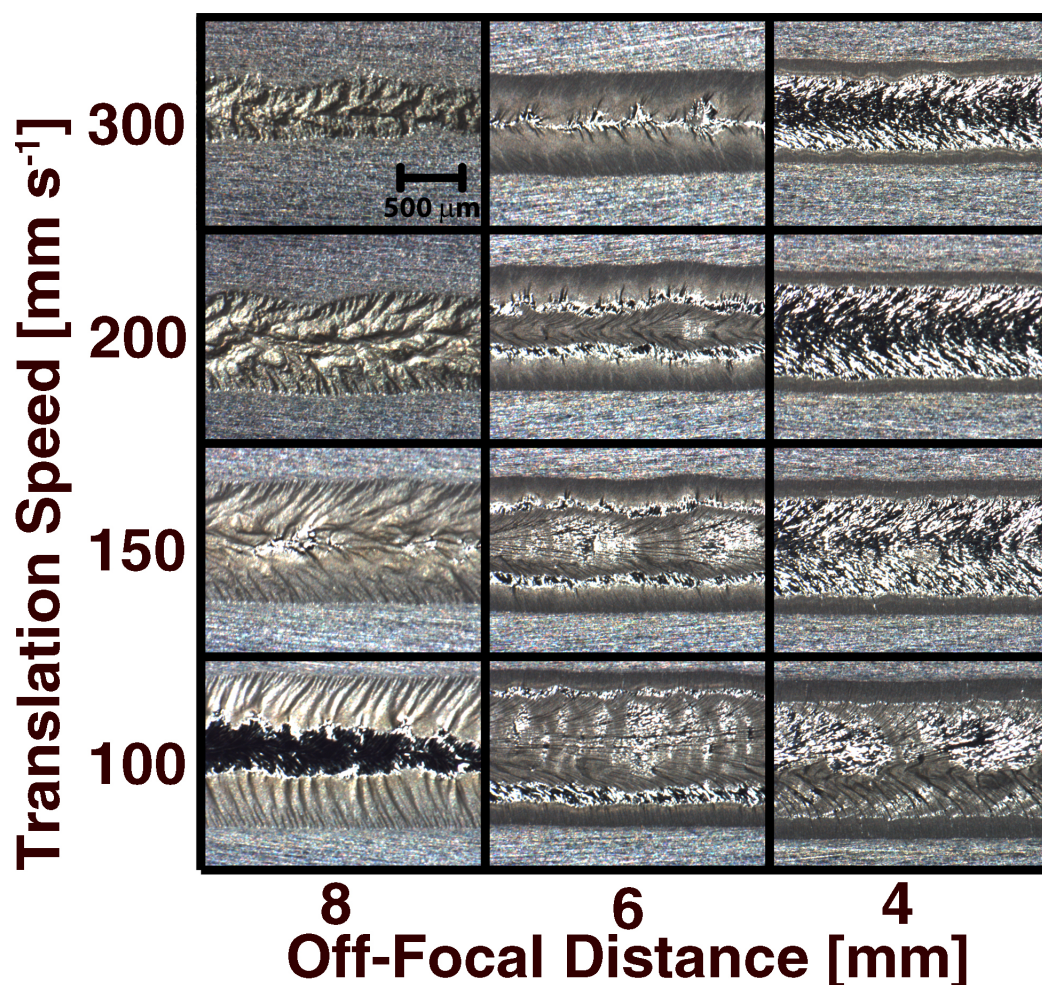 Translation Speed [mm s⁻¹]
300
500 μm
200
150
100
8
6
4
Off-Focal Distance [mm]